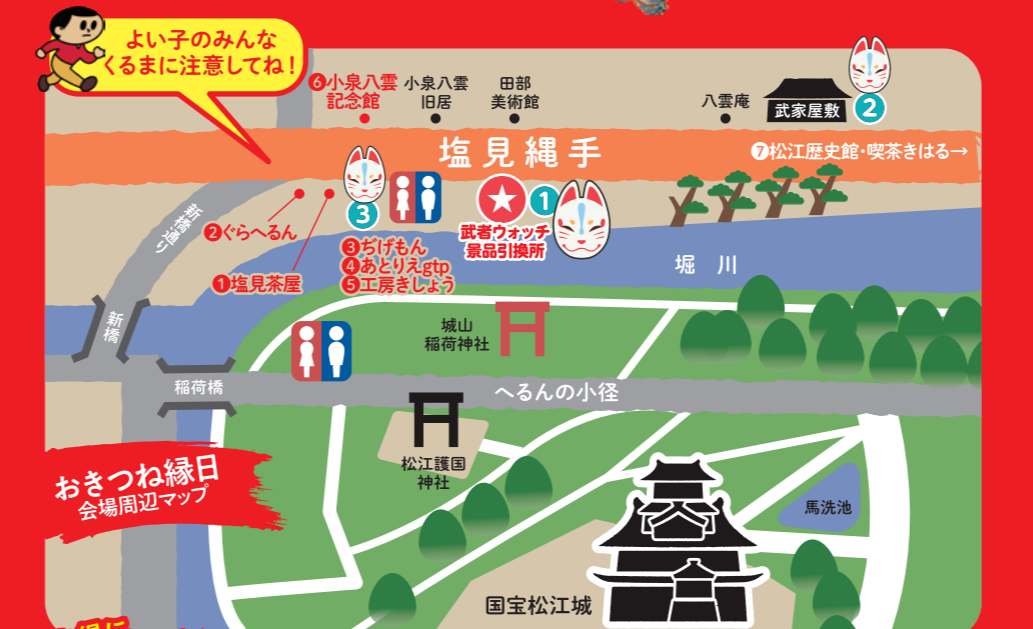 よい子のみんな
くるまに注意してね!
❻小泉八雲
記念館
小泉八雲
旧居
田部
美術館
八雲庵
武家屋敷
2
塩見縄手
❼松江歴史館・喫茶きはる→
3
1
武者ウォッチ
景品引換所
新橋通り
❷ぐらへるん
❶塩見茶屋
❸ぢげもん
❹あとりえgtp
❺工房きしょう
堀川
新橋
城山
稲荷神社
稲荷橋
へるんの小径
松江護国
神社
おきつね縁日
会場周辺マップ
馬洗池
国宝松江城